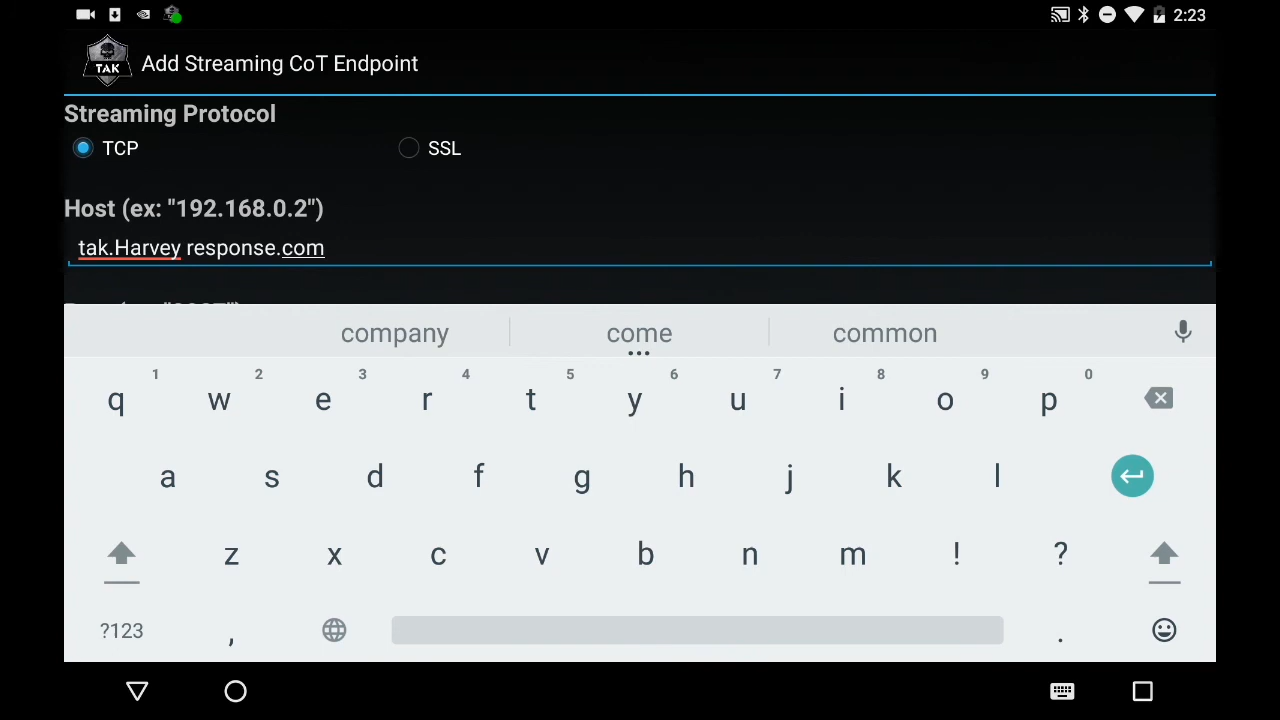 2:23
TAK
Add Streaming CoT Endpoint
Streaming Protocol
TCP SSL
Host (ex: "192.168.0.2")
tak.Harvey response.com
company come common
1 2 3 4 5 6 7 8 9 0
q w e r t y u i o p
a s d f g h j k l
z x c v b n m ! ?
?123 , .